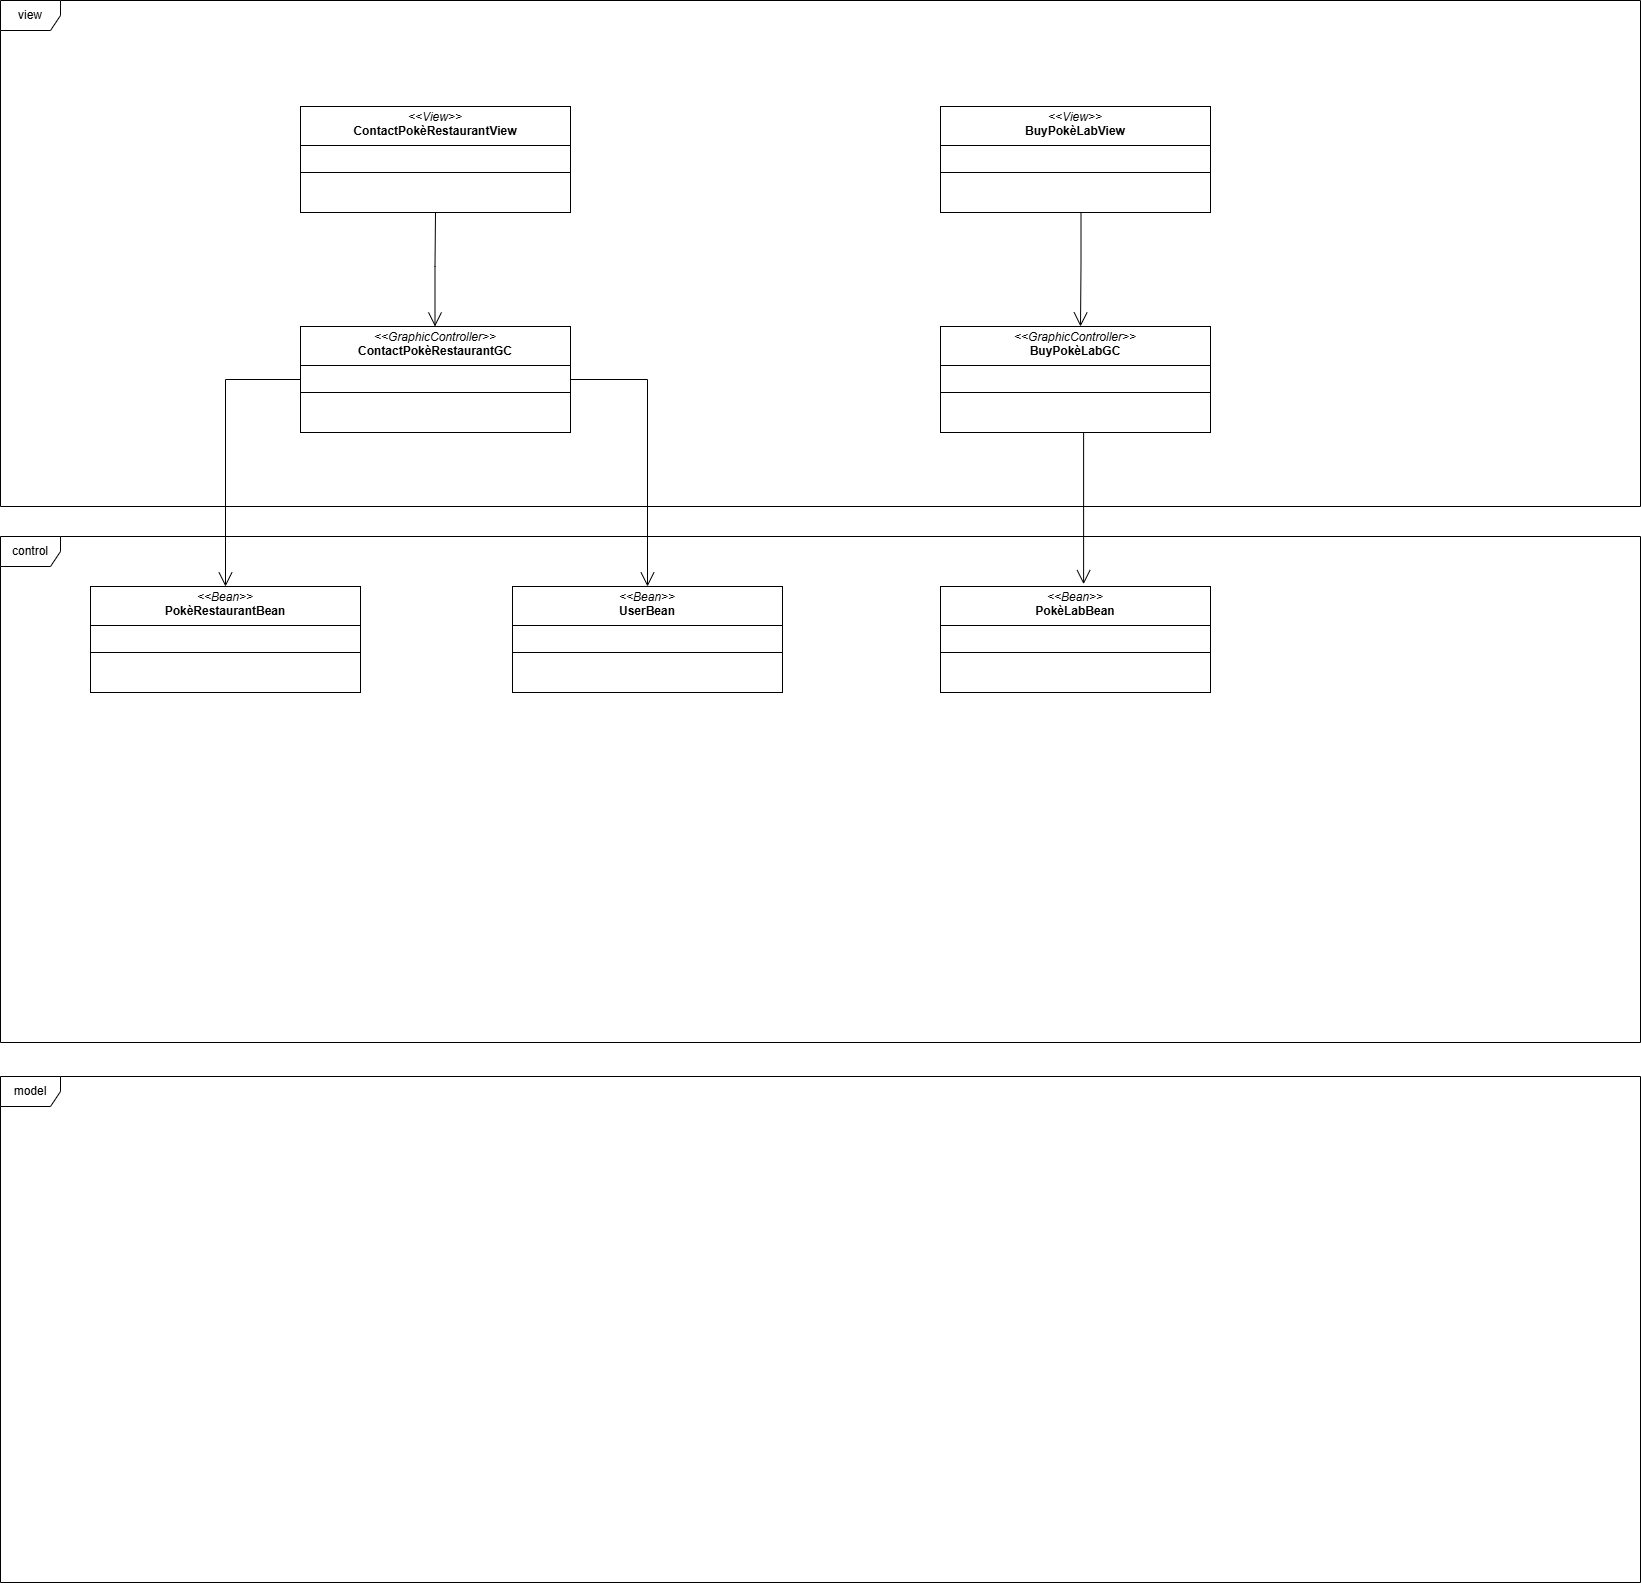 view
<<View>>
ContactPokèRestaurantView
<<View>>
BuyPokèLabView
<<GraphicController>>
ContactPokèRestaurantGC
<<GraphicController>>
BuyPokèLabGC
control
<<Bean>>
PokèRestaurantBean
<<Bean>>
UserBean
<<Bean>>
PokèLabBean
model